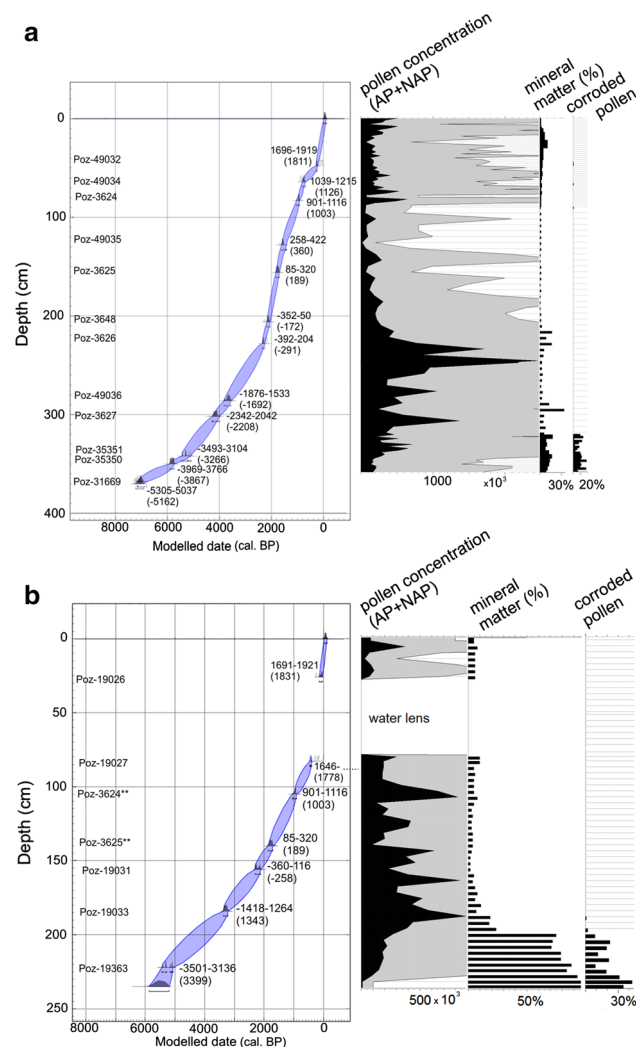 a
pollen concentration
(AP+NAP)
mineral
matter (%)
corroded
pollen
0
100
200
300
400
Depth (cm)
Poz-49032
Poz-49034
Poz-3624
Poz-49035
Poz-3625
Poz-3648
Poz-3626
Poz-49036
Poz-3627
Poz-35351
Poz-35350
Poz-31669
1696-1919
(1811)
1039-1215
(1126)
901-1116
(1003)
258-422
(360)
85-320
(189)
-352-50
(-172)
-392-204
(-291)
-1876-1533
(-1692)
-2342-2042
(-2208)
-3493-3104
(-3266)
-3969-3766
(-3867)
-5305-5037
(-5162)
8000 6000 4000 2000 0
Modelled date (cal. BP)
1000 x10³ 30% 20%
b
pollen concentration
(AP+NAP)
mineral
matter (%)
corroded
pollen
0
50
100
150
200
250
Depth (cm)
Poz-19026
Poz-19027
Poz-3624**
Poz-3625**
Poz-19031
Poz-19033
Poz-19363
1691-1921
(1831)
1646-
(1778)
901-1116
(1003)
85-320
(189)
-360-116
(-258)
-1418-1264
(1343)
-3501-3136
(3399)
water lens
8000 6000 4000 2000 0
Modelled date (cal. BP)
500 x 10³ 50% 30%